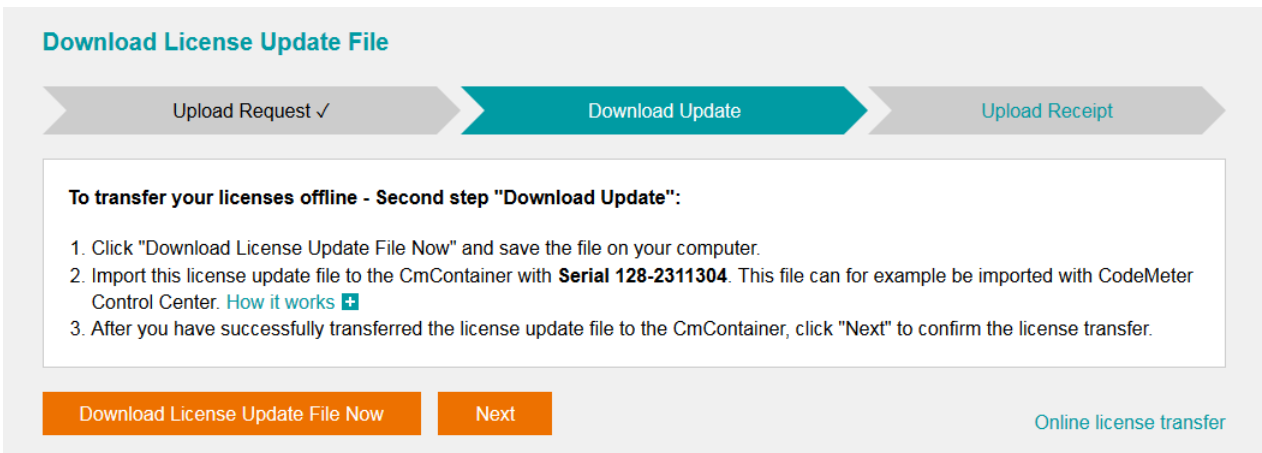 Download License Update File
Upload Request ✓
Download Update
Upload Receipt
To transfer your licenses offline - Second step "Download Update":
1. Click "Download License Update File Now" and save the file on your computer.
2. Import this license update file to the CmContainer with Serial 128-2311304. This file can for example be imported with CodeMeter
Control Center. How it works +
3. After you have successfully transferred the license update file to the CmContainer, click "Next" to confirm the license transfer.
Download License Update File Now
Next
Online license transfer